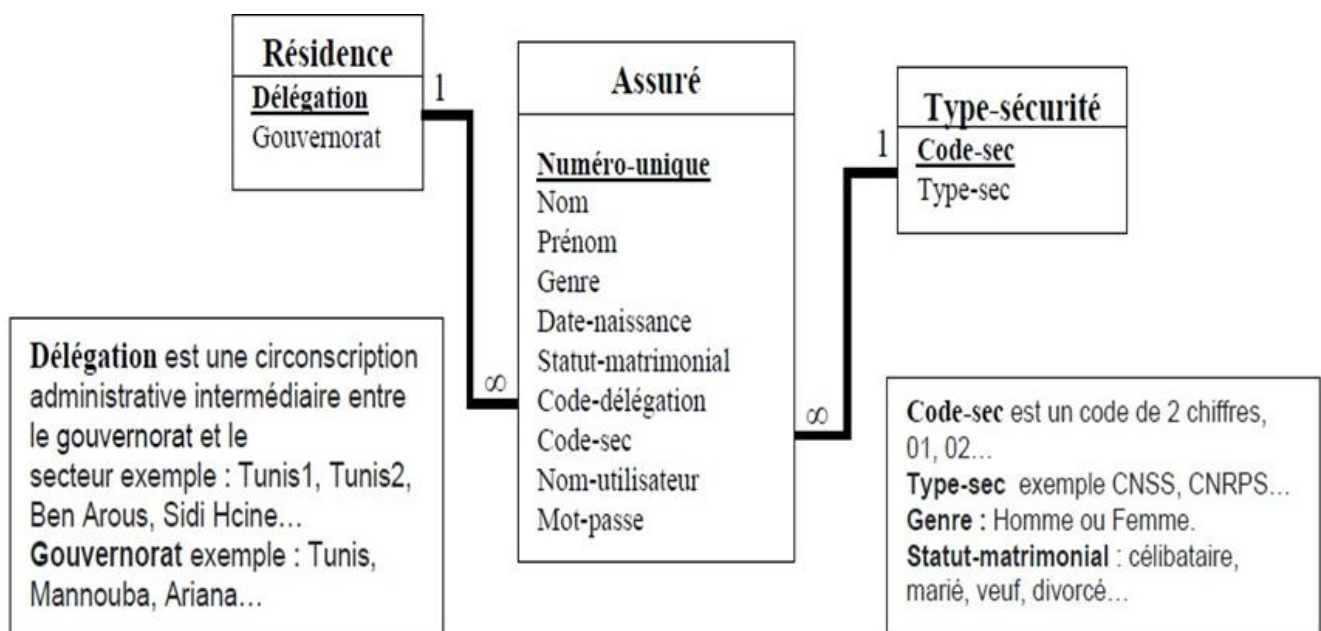 Résidence
Délégation
Gouvernorat
1
∞
Assuré
Numéro-unique
Nom
Prénom
Genre
Date-naissance
Statut-matrimonial
Code-délégation
Code-sec
Nom-utilisateur
Mot-passe
1
∞
Type-sécurité
Code-sec
Type-sec
Délégation est une circonscription
administrative intermédiaire entre
le gouvernorat et le
secteur exemple : Tunis1, Tunis2,
Ben Arous, Sidi Hcine…
Gouvernorat exemple : Tunis,
Mannouba, Ariana…
Code-sec est un code de 2 chiffres,
01, 02…
Type-sec exemple CNSS, CNRPS…
Genre : Homme ou Femme.
Statut-matrimonial : célibataire,
marié, veuf, divorcé…